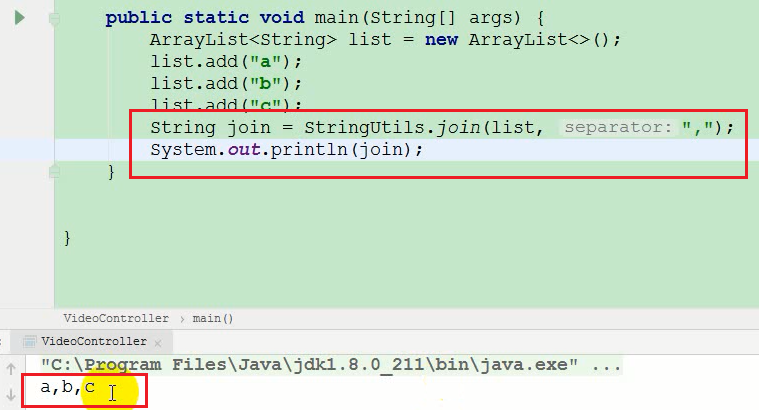 public static void main(String[] args) {
ArrayList<String> list = new ArrayList<>();
list.add("a");
list.add("b");
list.add("c");
String join = StringUtils.join(list, separator: ",");
System.out.println(join);
}
}
VideoController › main()
VideoController ×
"C:\Program Files\Java\jdk1.8.0_211\bin\java.exe" ...
a,b,c